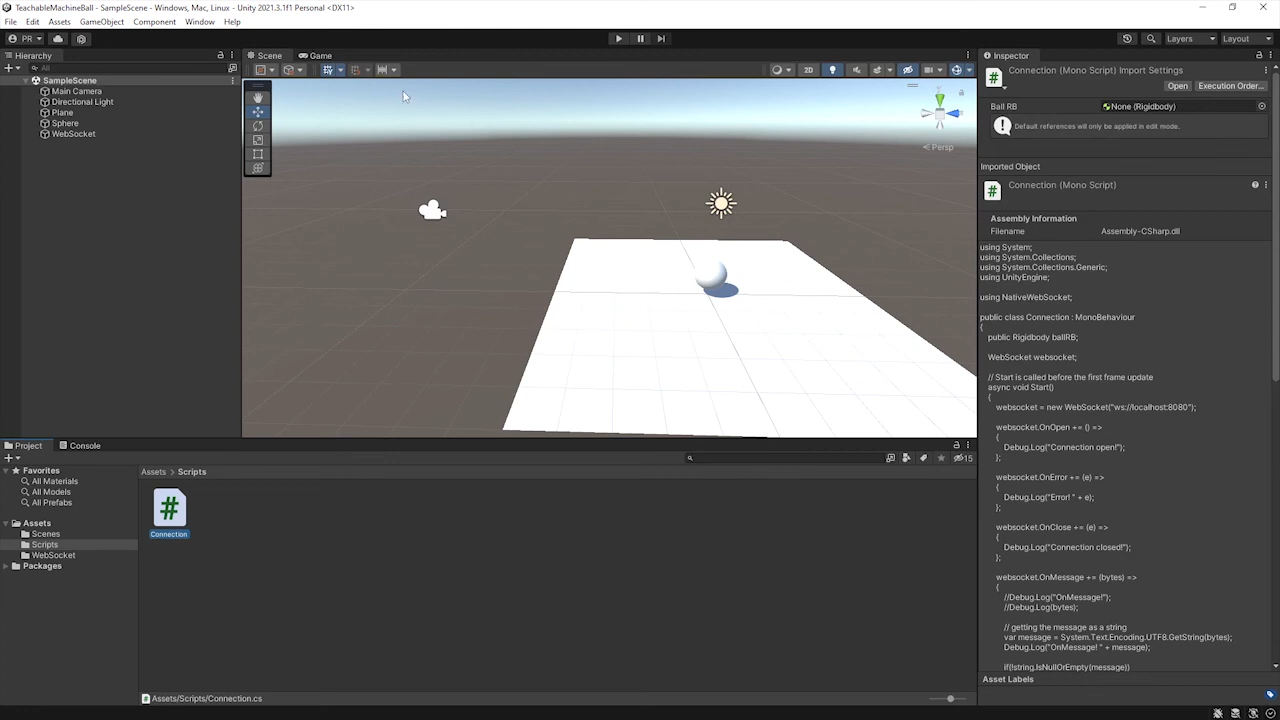 TeachableMachineBall - SampleScene - Windows, Mac, Linux - Unity 2021.3.1f1 Personal <DX11>
File Edit Assets GameObject Component Window Help
PR Layers Layout
Hierarchy Scene Game Inspector
All
SampleScene
Main Camera
Directional Light
Plane
Sphere
WebSocket
2D
Persp
Connection (Mono Script) Import Settings
Open Execution Order...
Ball RB None (Rigidbody)
Default references will only be applied in edit mode.
Imported Object
Connection (Mono Script)
Assembly Information
Filename Assembly-CSharp.dll
using System;
using System.Collections;
using System.Collections.Generic;
using UnityEngine;
using NativeWebSocket;
public class Connection : MonoBehaviour
{
public Rigidbody ballRB;
WebSocket websocket;
// Start is called before the first frame update
async void Start()
{
websocket = new WebSocket("ws://localhost:8080");
websocket.OnOpen += () =>
{
Debug.Log("Connection open!");
};
websocket.OnError += (e) =>
{
Debug.Log("Error! " + e);
};
websocket.OnClose += (e) =>
{
Debug.Log("Connection closed!");
};
websocket.OnMessage += (bytes) =>
{
//Debug.Log("OnMessage!");
//Debug.Log(bytes);
// getting the message as a string
var message = System.Text.Encoding.UTF8.GetString(bytes);
Debug.Log("OnMessage! " + message);
if(!string.IsNullOrEmpty(message))
Asset Labels
Project Console
15
Favorites
All Materials
All Models
All Prefabs
Assets
Scenes
Scripts
WebSocket
Packages
Assets > Scripts
Connection
Assets/Scripts/Connection.cs